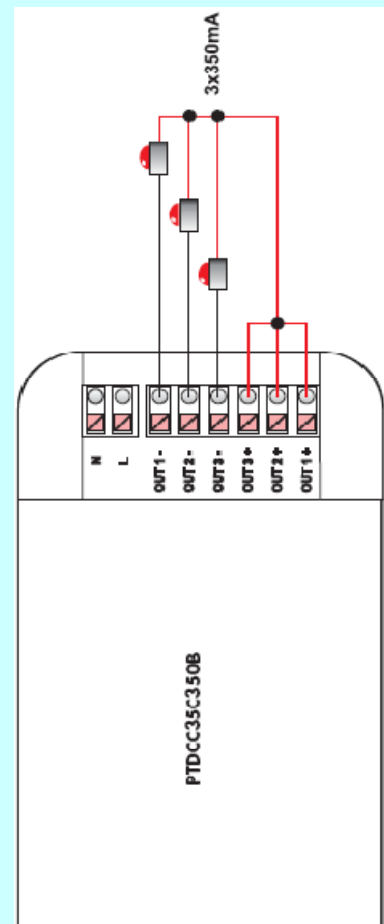 3x350mA
N
L
OUT1-
OUT2-
OUT3-
OUT3+
OUT2+
OUT1+
PTDCC35C350B